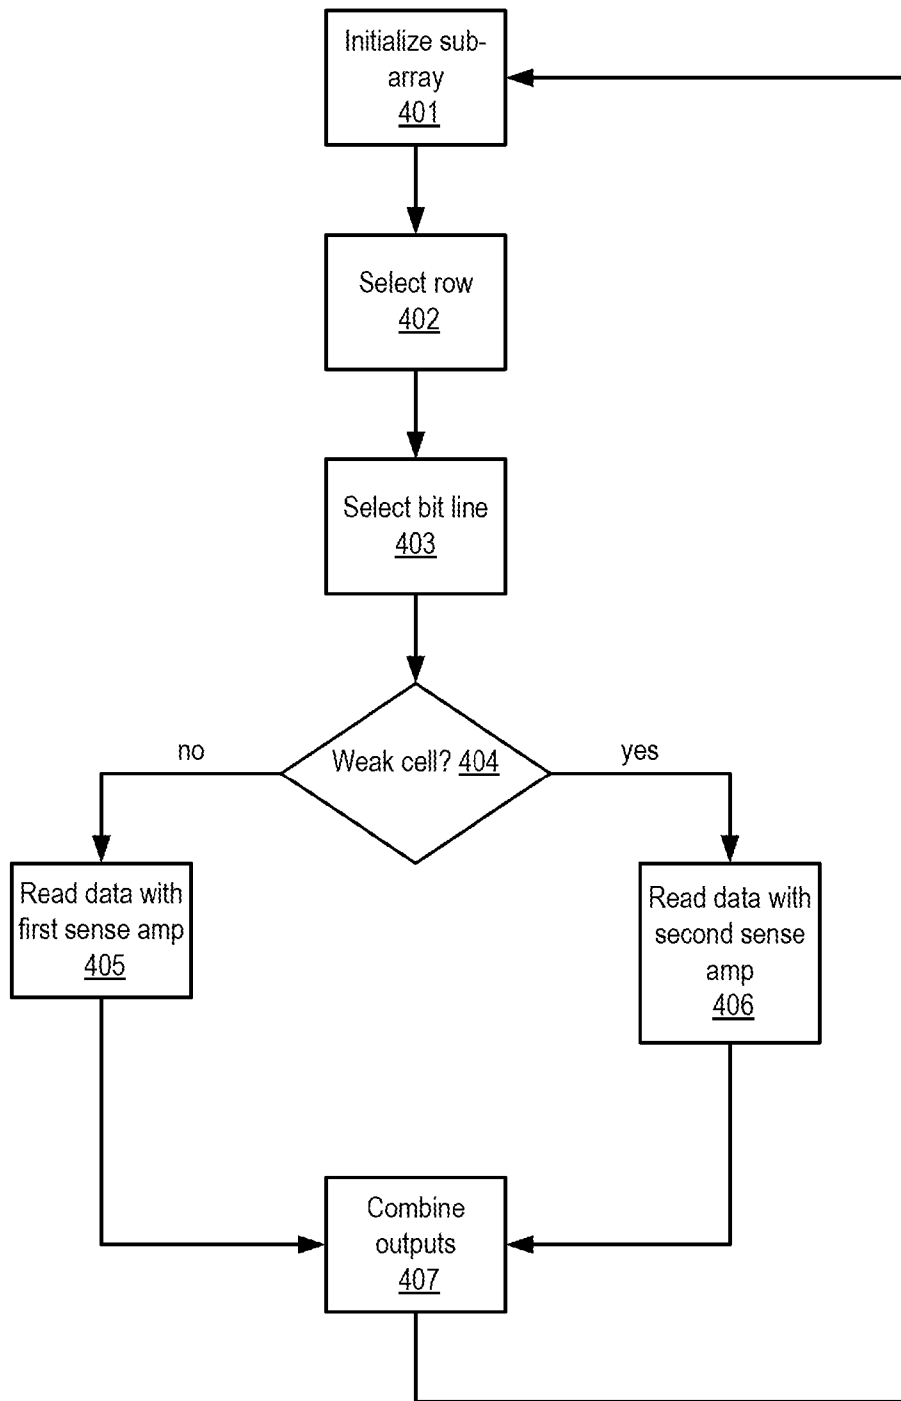 Initialize sub-
array
401
Select row
402
Select bit line
403
Weak cell? 404
no
yes
Read data with
first sense amp
405
Read data with
second sense
amp
406
Combine
outputs
407